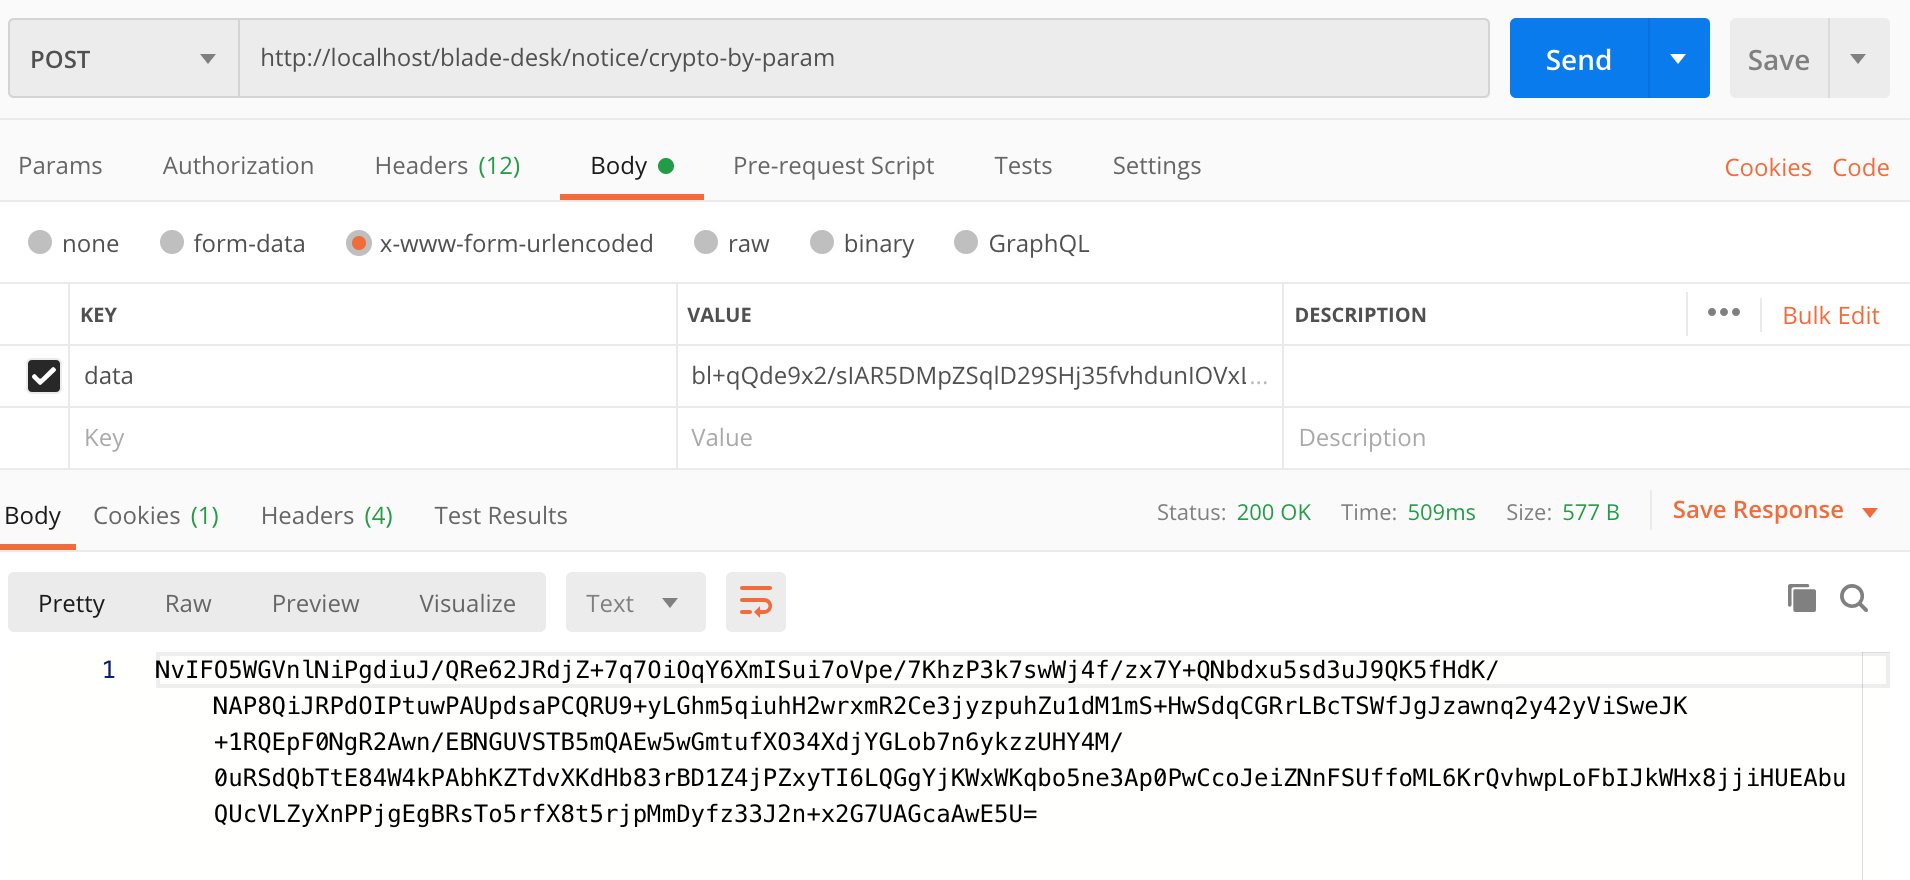 POST http://localhost/blade-desk/notice/crypto-by-param Send Save
Params Authorization Headers (12) Body Pre-request Script Tests Settings Cookies Code
none form-data x-www-form-urlencoded raw binary GraphQL
KEY VALUE DESCRIPTION ••• Bulk Edit
data bl+qQde9x2/sIAR5DMpZSqlD29SHj35fvhdunIOVxI...
Key Value Description
Body Cookies (1) Headers (4) Test Results Status: 200 OK Time: 509ms Size: 577 B Save Response
Pretty Raw Preview Visualize Text
1 NvIFO5WGVnlNiPgdiuJ/QRe62JRdjZ+7q7OiOqY6XmISui7oVpe/7KhzP3k7swWj4f/zx7Y+QNbdxu5sd3uJ9QK5fHdK/
NAP8QiJRPdOIPtuwPAUpdsaPCQRU9+yLGhm5qiuhH2wrxmR2Ce3jyzpuhZu1dM1mS+HwSdqCGRrLBcTSWfJgJzawnq2y42yViSweJK
+1RQEpF0NgR2Awn/EBNGUVSTB5mQAEw5wGmtufXO34XdjYGLob7n6ykzzUHY4M/
0uRSdQbTtE84W4kPAbhKZTdvXKdHb83rBD1Z4jPZxyTI6LQGgYjKWxWKqbo5ne3Ap0PwCcoJeiZNnFSUffoML6KrQvhwpLoFbIJkWHx8jjiHUEAbu
QUcVLZyXnPPjgEgBRsTo5rfX8t5rjpMmDyfz33J2n+x2G7UAGcaAwE5U=